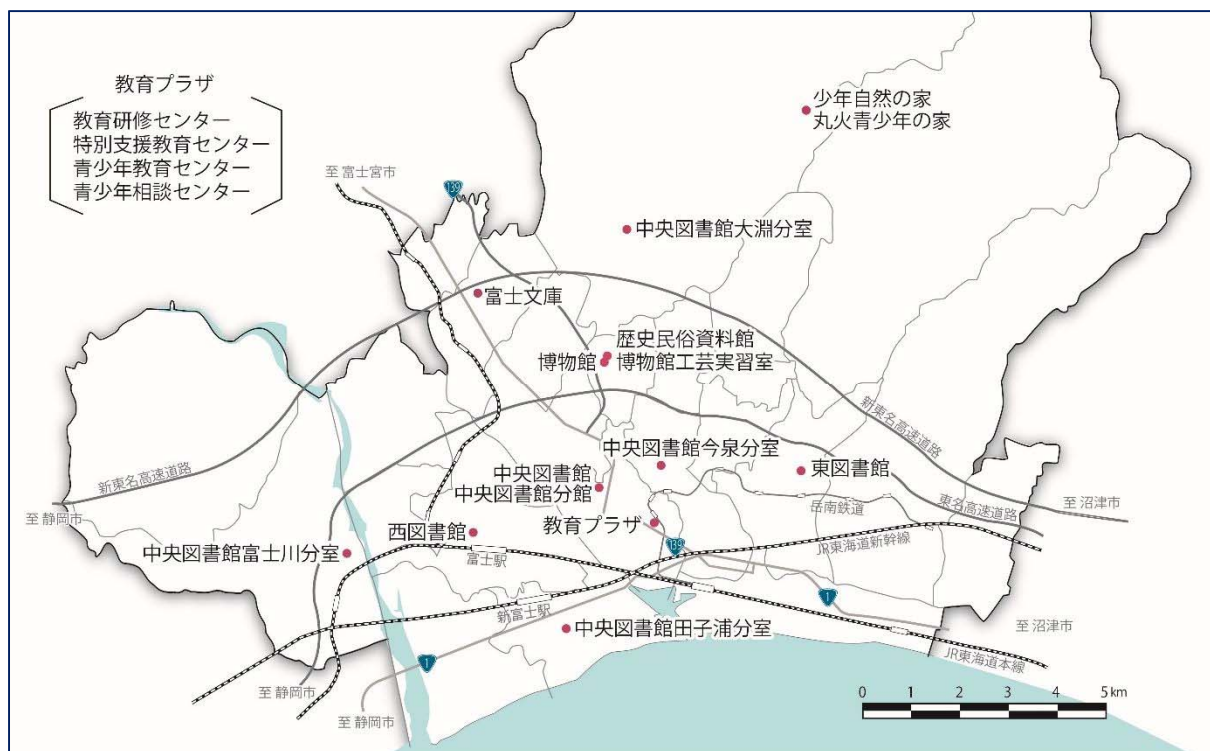 教育プラザ
教育研修センター
特別支援教育センター
青少年教育センター
青少年相談センター
少年自然の家
丸火青少年の家
至 富士宮市
139
中央図書館大淵分室
富士文庫
歴史民俗資料館
博物館
博物館工芸実習室
新東名高速道路
中央図書館今泉分室
中央図書館
中央図書館分館
東図書館
新東名高速道路
至 静岡市
岳南鉄道
東名高速道路
至 沼津市
西図書館
教育プラザ
139
JR東海道新幹線
中央図書館富士川分室
富士駅
1
新富士駅
中央図書館田子浦分室
至 沼津市
1
JR東海道本線
至 静岡市
至 静岡市
0 1 2 3 4 5km